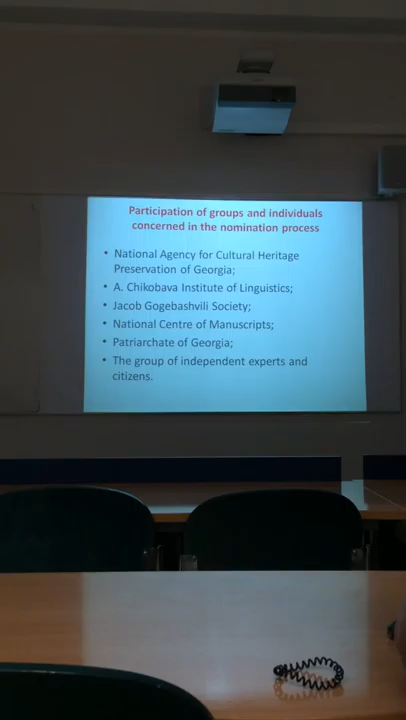 Participation of groups and individuals
concerned in the nomination process
• National Agency for Cultural Heritage
Preservation of Georgia;
• A. Chikobava Institute of Linguistics;
• Jacob Gogebashvili Society;
• National Centre of Manuscripts;
• Patriarchate of Georgia;
• The group of independent experts and
citizens.